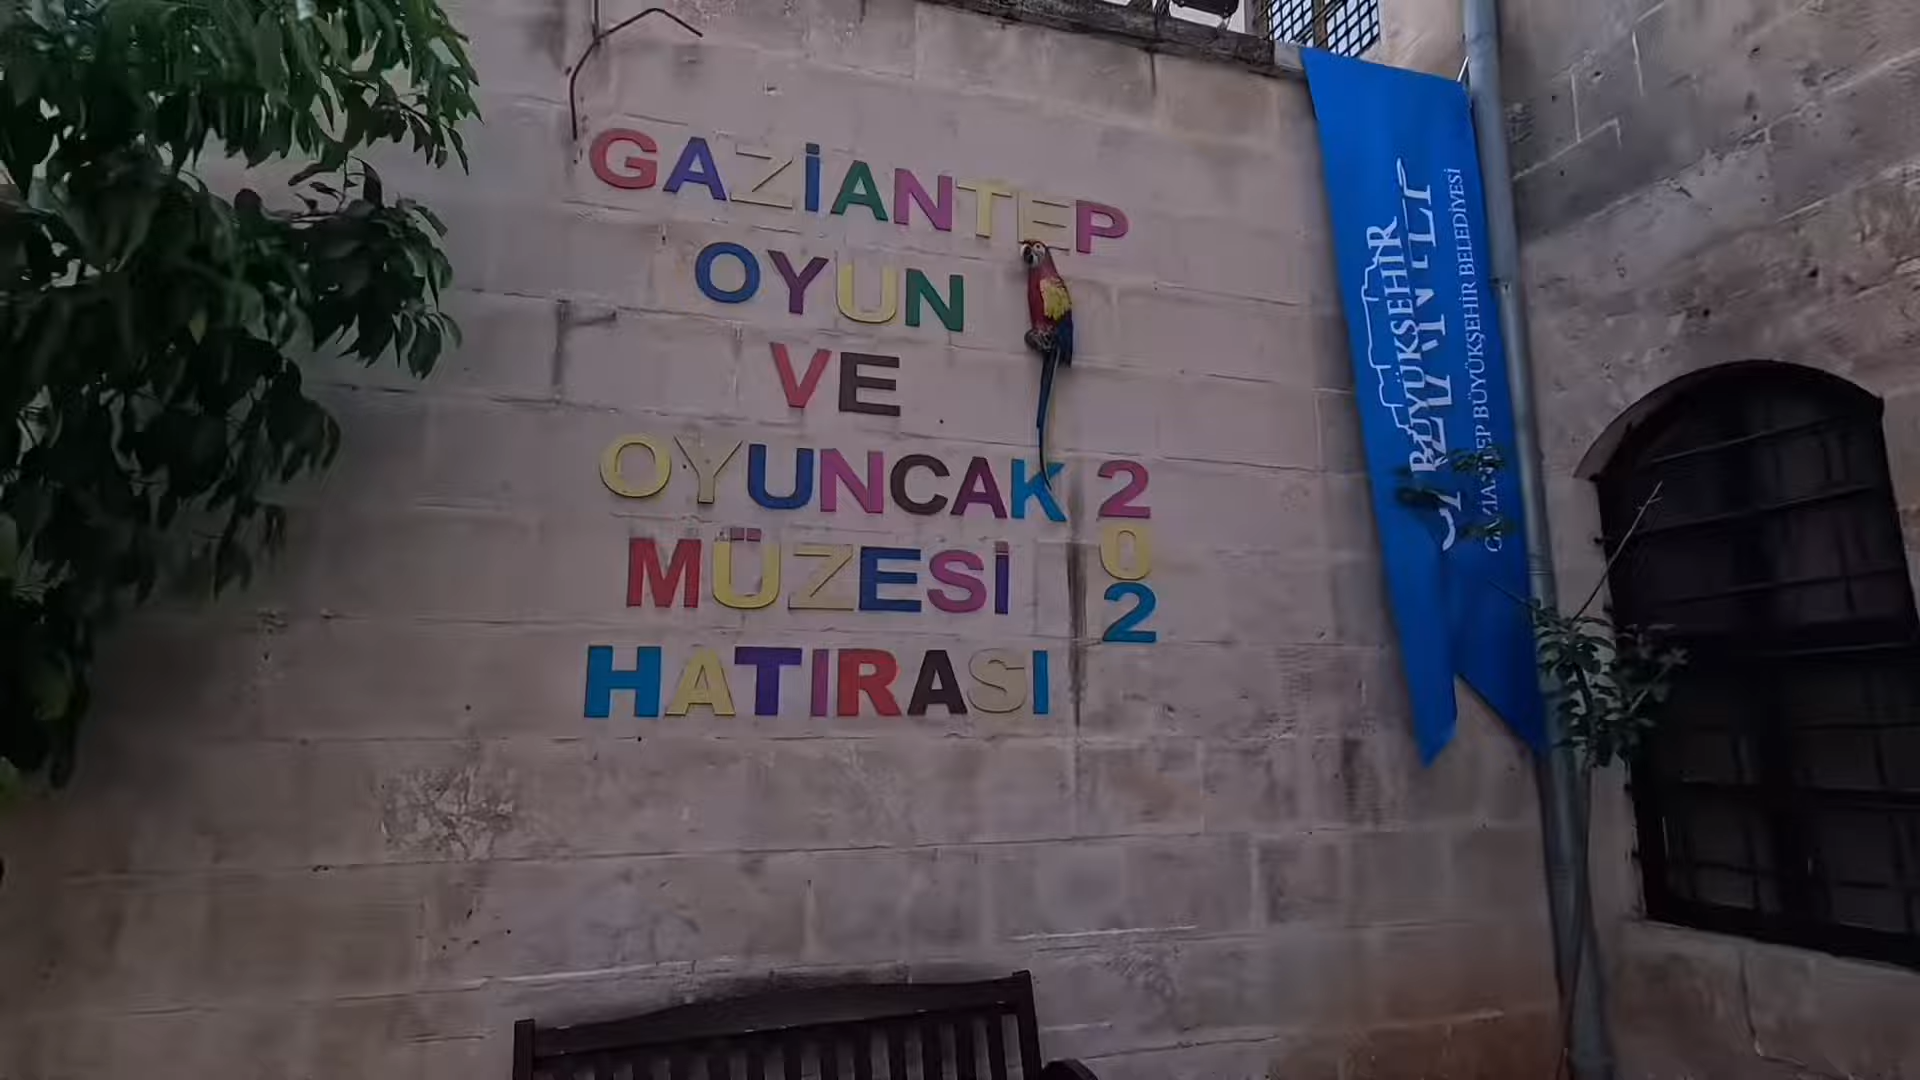 GAZİANTEP
OYUN
VE
OYUNCAK
MÜZESİ
HATIRASI
2
0
2
BÜYÜKŞEHİR
GAZİANTEP BÜYÜKŞEHİR BELEDİYESİ